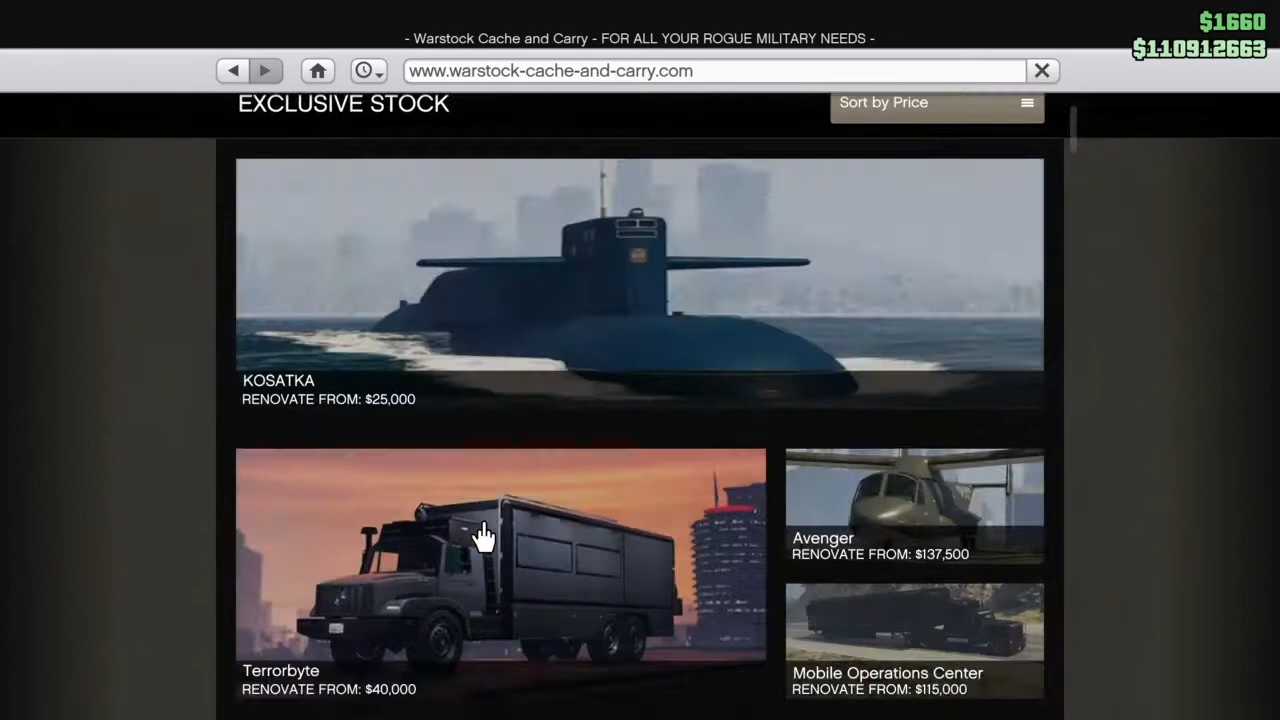 $1660
- Warstock Cache and Carry - FOR ALL YOUR ROGUE MILITARY NEEDS -
$110912663
www.warstock-cache-and-carry.com
EXCLUSIVE STOCK
Sort by Price
KOSATKA
RENOVATE FROM: $25,000
Terrorbyte
RENOVATE FROM: $40,000
Avenger
RENOVATE FROM: $137,500
Mobile Operations Center
RENOVATE FROM: $115,000